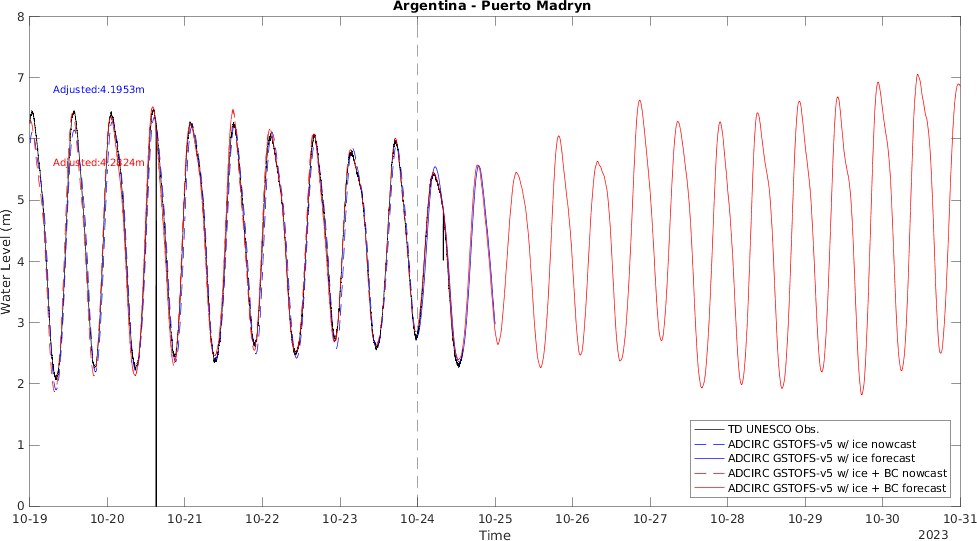 Argentina - Puerto Madryn
8
7
6
5
4
3
2
1
0
Water Level (m)
Adjusted:4.1953m
Adjusted:4.2824m
TD UNESCO Obs.
ADCIRC GSTOFS-v5 w/ ice nowcast
ADCIRC GSTOFS-v5 w/ ice forecast
ADCIRC GSTOFS-v5 w/ ice + BC nowcast
ADCIRC GSTOFS-v5 w/ ice + BC forecast
10-19 10-20 10-21 10-22 10-23 10-24 10-25 10-26 10-27 10-28 10-29 10-30 10-31
Time
2023